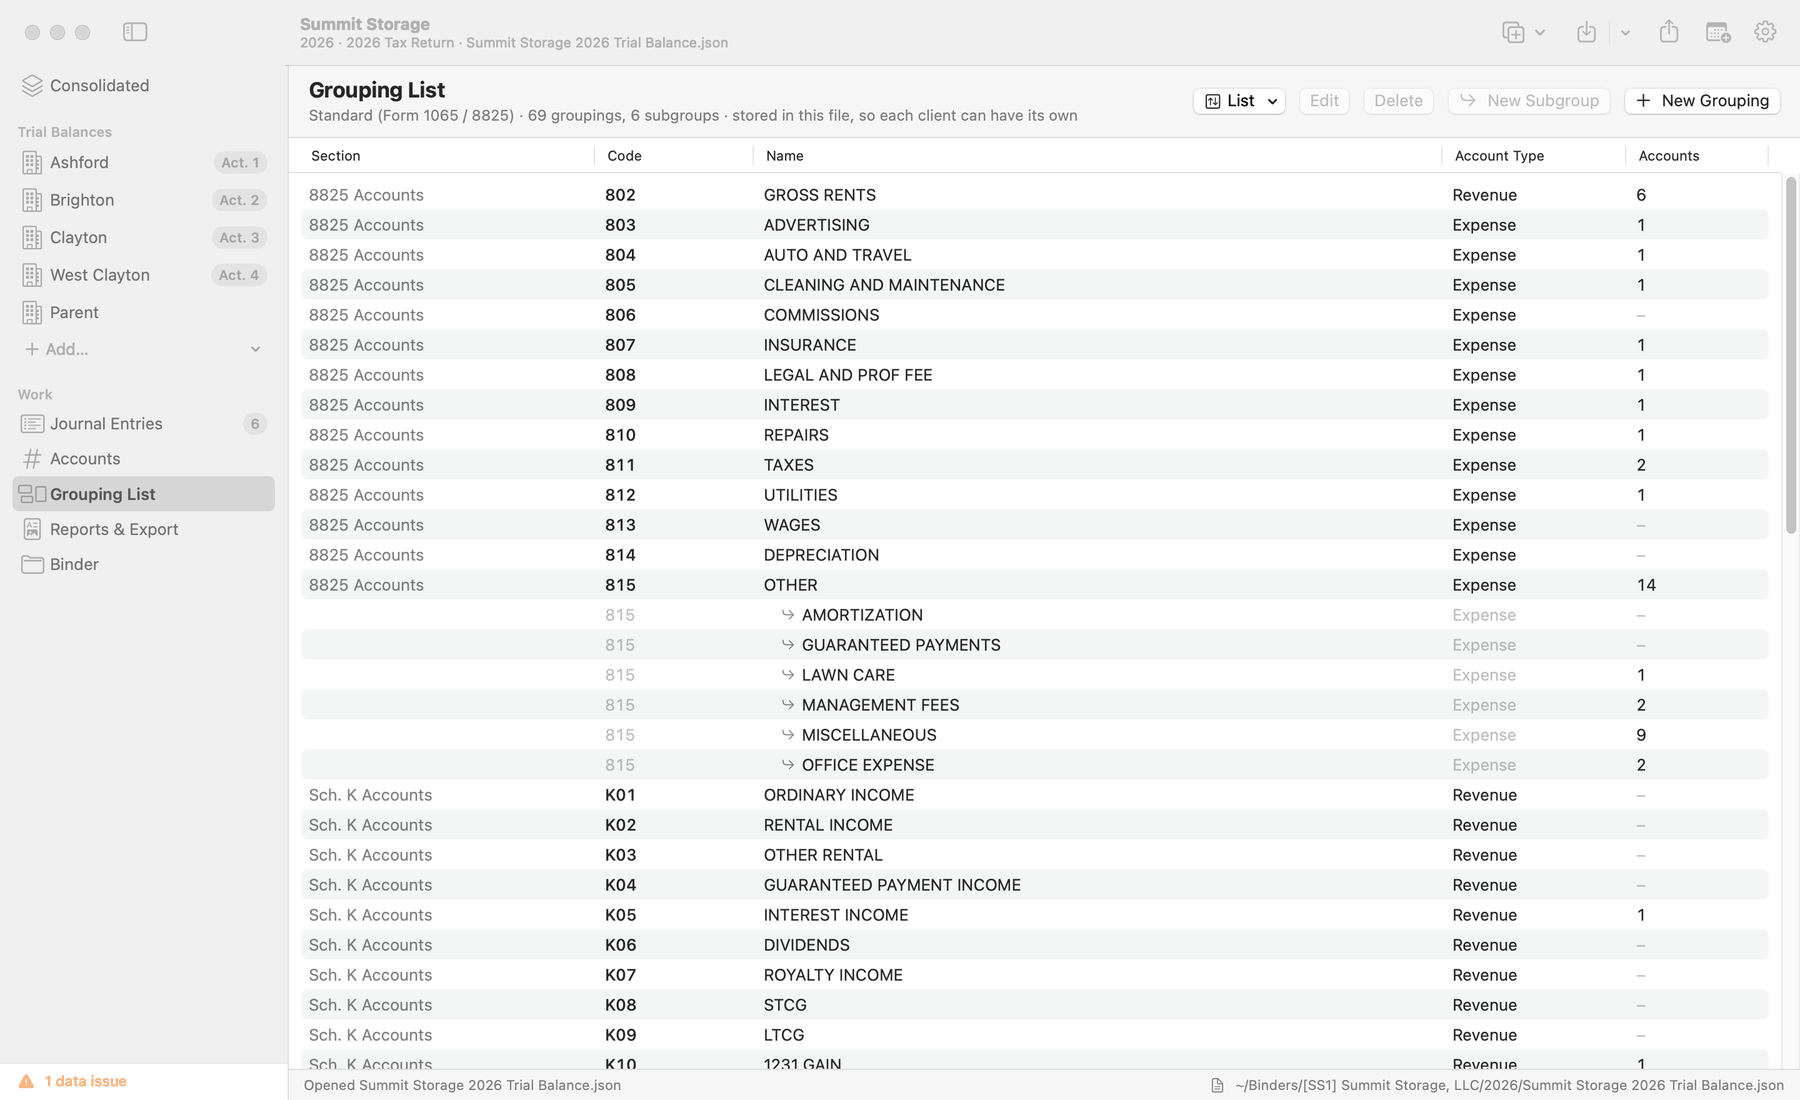 Summit Storage
2026 · 2026 Tax Return · Summit Storage 2026 Trial Balance.json
Consolidated
Trial Balances
Ashford Act. 1
Brighton Act. 2
Clayton Act. 3
West Clayton Act. 4
Parent
+ Add...
Work
Journal Entries 6
Accounts
Grouping List
Reports & Export
Binder
1 data issue
Grouping List
Standard (Form 1065 / 8825) · 69 groupings, 6 subgroups · stored in this file, so each client can have its own
List Edit Delete New Subgroup + New Grouping
Section Code Name Account Type Accounts
8825 Accounts 802 GROSS RENTS Revenue 6
8825 Accounts 803 ADVERTISING Expense 1
8825 Accounts 804 AUTO AND TRAVEL Expense 1
8825 Accounts 805 CLEANING AND MAINTENANCE Expense 1
8825 Accounts 806 COMMISSIONS Expense –
8825 Accounts 807 INSURANCE Expense 1
8825 Accounts 808 LEGAL AND PROF FEE Expense 1
8825 Accounts 809 INTEREST Expense 1
8825 Accounts 810 REPAIRS Expense 1
8825 Accounts 811 TAXES Expense 2
8825 Accounts 812 UTILITIES Expense 1
8825 Accounts 813 WAGES Expense –
8825 Accounts 814 DEPRECIATION Expense –
8825 Accounts 815 OTHER Expense 14
815 AMORTIZATION Expense –
815 GUARANTEED PAYMENTS Expense –
815 LAWN CARE Expense 1
815 MANAGEMENT FEES Expense 2
815 MISCELLANEOUS Expense 9
815 OFFICE EXPENSE Expense 2
Sch. K Accounts K01 ORDINARY INCOME Revenue –
Sch. K Accounts K02 RENTAL INCOME Revenue –
Sch. K Accounts K03 OTHER RENTAL Revenue –
Sch. K Accounts K04 GUARANTEED PAYMENT INCOME Revenue –
Sch. K Accounts K05 INTEREST INCOME Revenue 1
Sch. K Accounts K06 DIVIDENDS Revenue –
Sch. K Accounts K07 ROYALTY INCOME Revenue –
Sch. K Accounts K08 STCG Revenue –
Sch. K Accounts K09 LTCG Revenue –
Sch. K Accounts K10 1231 GAIN Revenue 1
Opened Summit Storage 2026 Trial Balance.json
~/Binders/[SS1] Summit Storage, LLC/2026/Summit Storage 2026 Trial Balance.json